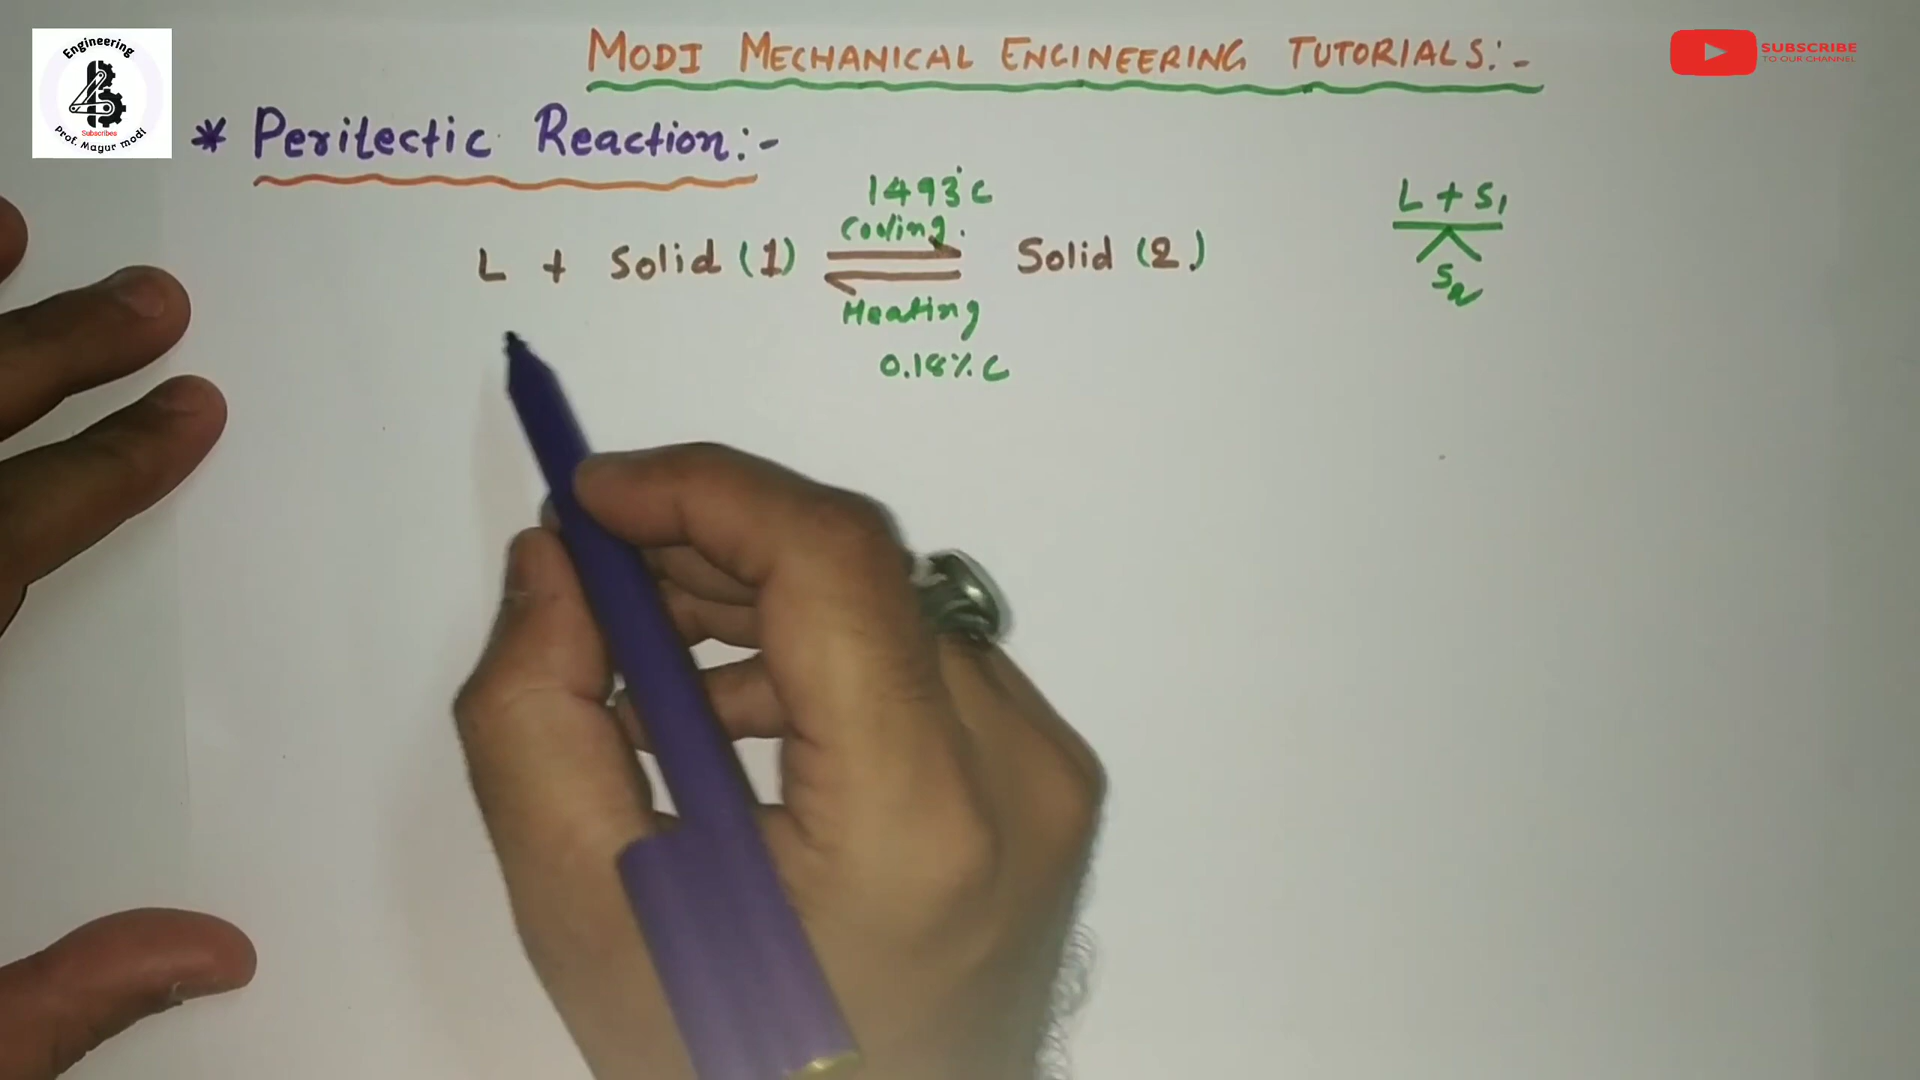 MODI MECHANICAL ENGINEERING TUTORIALS:-
SUBSCRIBE
TO OUR CHANNEL
Engineering
Subscribes
Prof. Mayur modi
* Peritectic Reaction:-
1493°C
Cooling.
L + Solid (1) ⇌ Solid (2)
Heating
0.18% C
L + S1
S2